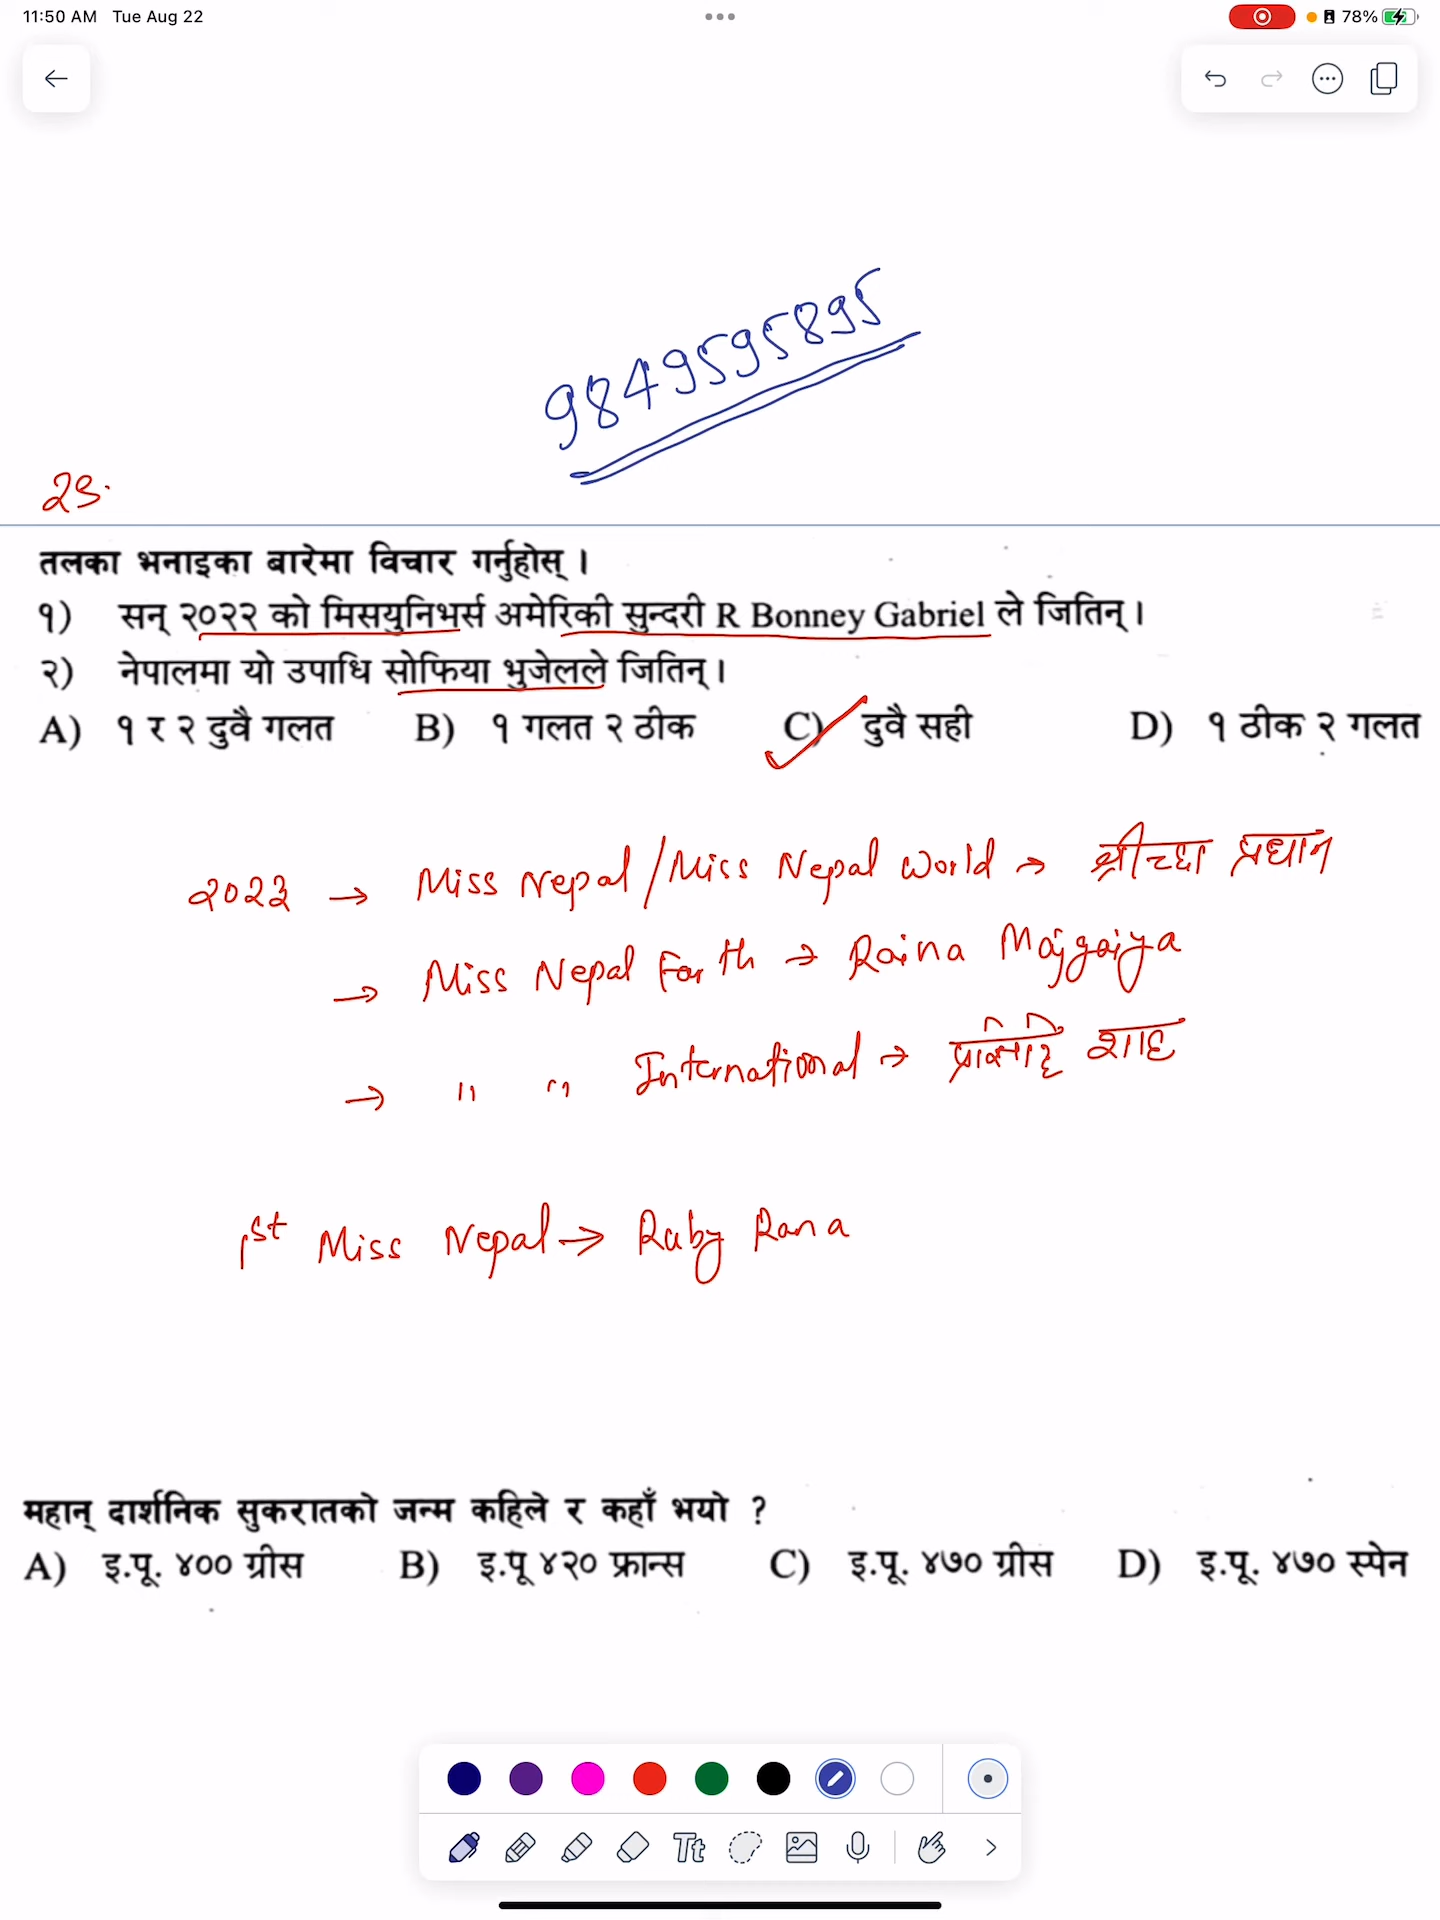 11:50 AM Tue Aug 22
78%
9849595895
29.
तलका भनाइका बारेमा विचार गर्नुहोस् ।
१) सन् २०२२ को मिसयुनिभर्स अमेरिकी सुन्दरी R Bonney Gabriel ले जितिन् ।
२) नेपालमा यो उपाधि सोफिया भुजेलले जितिन् ।
A) १ र २ दुवै गलत B) १ गलत २ ठीक C) दुवै सही D) १ ठीक २ गलत
2023 → Miss Nepal / Miss Nepal World → श्रीच्छा प्रधान
→ Miss Nepal Earth → Raina Majgaiya
→ " " International → शाह
1st Miss Nepal → Ruby Rana
महान् दार्शनिक सुकरातको जन्म कहिले र कहाँ भयो ?
A) इ.पू. ४०० ग्रीस B) इ.पू ४२० फ्रान्स C) इ.पू. ४७० ग्रीस D) इ.पू. ४७० स्पेन
Tt